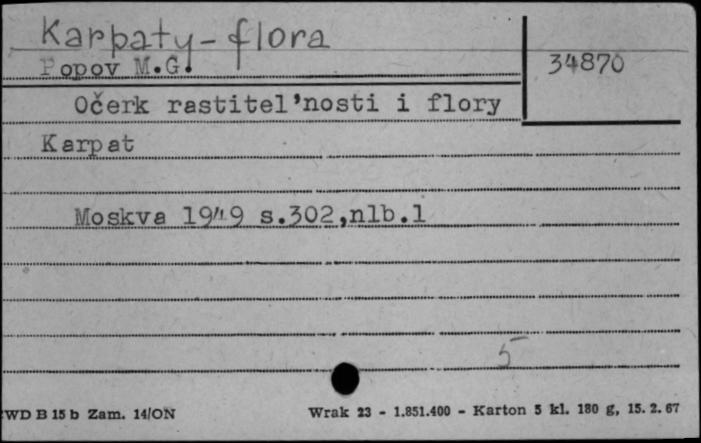 Karpaty - flora
Popov M.G.
34870
Očerk rastitel'nosti i flory
Karpat
Moskva 1949 s.302,nlb.1
5
WD B 15 b Zam. 14/ON
Wrak 23 - 1.851.400 - Karton 5 kl. 180 g, 15. 2. 67